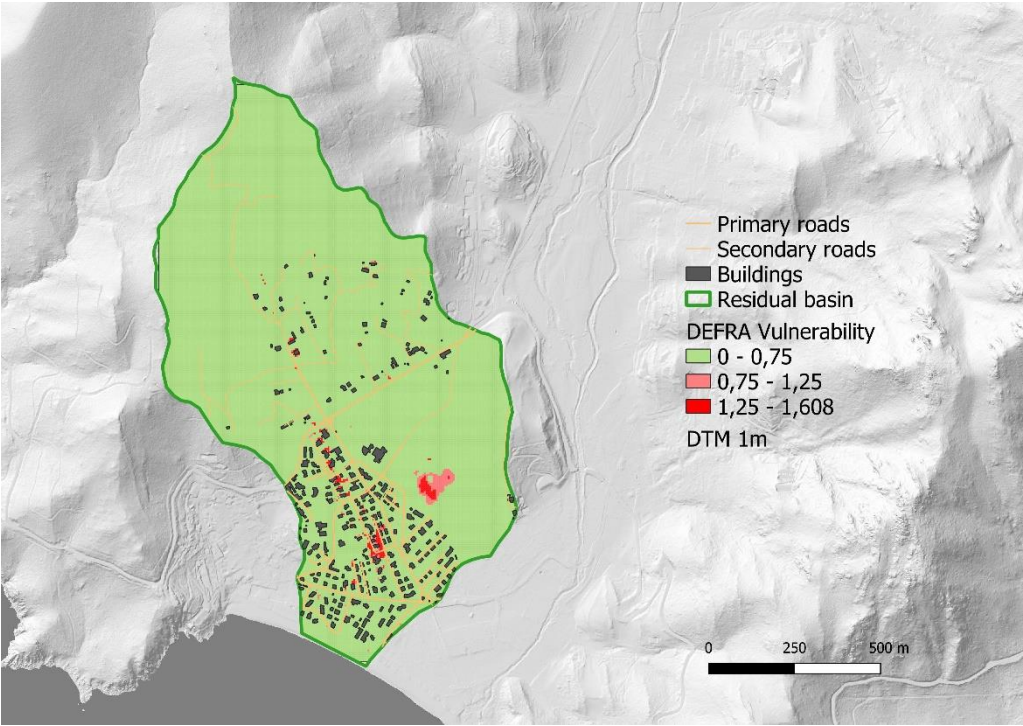 Primary roads
Secondary roads
Buildings
Residual basin
DEFRA Vulnerability
0 - 0,75
0,75 - 1,25
1,25 - 1,608
DTM 1m
0 250 500 m